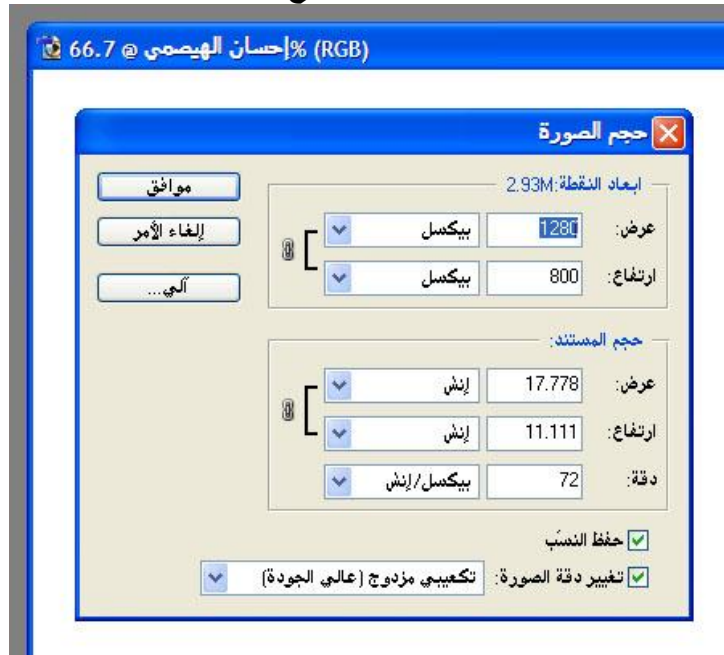 إحسان الهيصمي @ 66.7% (RGB)
حجم الصورة
ابعاد النقطة: 2.93M
عرض: 1280 بيكسل
ارتفاع: 800 بيكسل
حجم المستند:
عرض: 17.778 إنش
ارتفاع: 11.111 إنش
دقة: 72 بيكسل/إنش
حفظ النسب
تغيير دقة الصورة: تكعيبي مزدوج (عالي الجودة)
موافق
إلغاء الأمر
آلي...